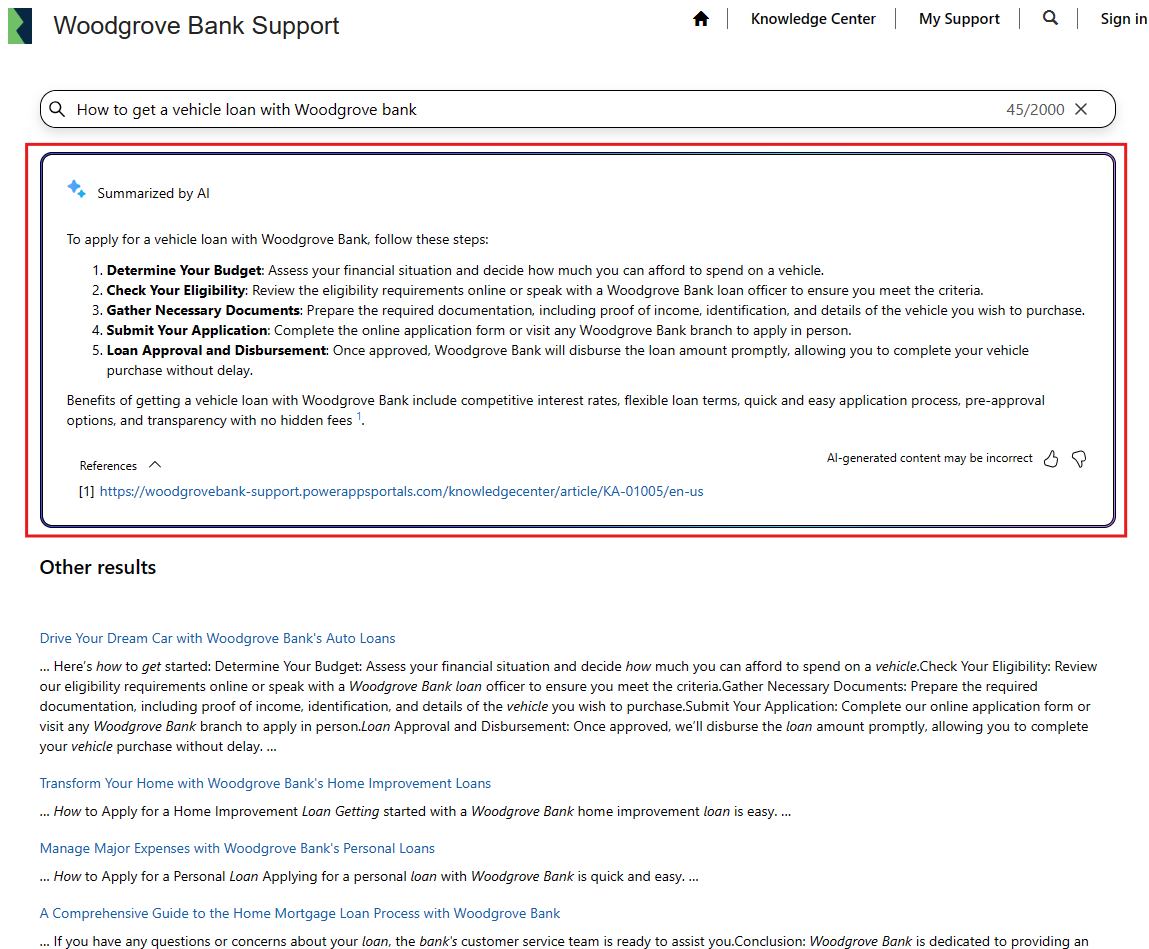 Woodgrove Bank Support
Knowledge Center
My Support
Sign in
How to get a vehicle loan with Woodgrove bank
45/2000
Summarized by AI
To apply for a vehicle loan with Woodgrove Bank, follow these steps:
1. Determine Your Budget: Assess your financial situation and decide how much you can afford to spend on a vehicle.
2. Check Your Eligibility: Review the eligibility requirements online or speak with a Woodgrove Bank loan officer to ensure you meet the criteria.
3. Gather Necessary Documents: Prepare the required documentation, including proof of income, identification, and details of the vehicle you wish to purchase.
4. Submit Your Application: Complete the online application form or visit any Woodgrove Bank branch to apply in person.
5. Loan Approval and Disbursement: Once approved, Woodgrove Bank will disburse the loan amount promptly, allowing you to complete your vehicle
purchase without delay.
Benefits of getting a vehicle loan with Woodgrove Bank include competitive interest rates, flexible loan terms, quick and easy application process, pre-approval
options, and transparency with no hidden fees 1.
References
AI-generated content may be incorrect
[1] https://woodgrovebank-support.powerappsportals.com/knowledgecenter/article/KA-01005/en-us
Other results
Drive Your Dream Car with Woodgrove Bank's Auto Loans
... Here's how to get started: Determine Your Budget: Assess your financial situation and decide how much you can afford to spend on a vehicle.Check Your Eligibility: Review
our eligibility requirements online or speak with a Woodgrove Bank loan officer to ensure you meet the criteria.Gather Necessary Documents: Prepare the required
documentation, including proof of income, identification, and details of the vehicle you wish to purchase.Submit Your Application: Complete our online application form or
visit any Woodgrove Bank branch to apply in person.Loan Approval and Disbursement: Once approved, we'll disburse the loan amount promptly, allowing you to complete
your vehicle purchase without delay. ...
Transform Your Home with Woodgrove Bank's Home Improvement Loans
... How to Apply for a Home Improvement Loan Getting started with a Woodgrove Bank home improvement loan is easy. ...
Manage Major Expenses with Woodgrove Bank's Personal Loans
... How to Apply for a Personal Loan Applying for a personal loan with Woodgrove Bank is quick and easy. ...
A Comprehensive Guide to the Home Mortgage Loan Process with Woodgrove Bank
... If you have any questions or concerns about your loan, the bank's customer service team is ready to assist you.Conclusion: Woodgrove Bank is dedicated to providing an